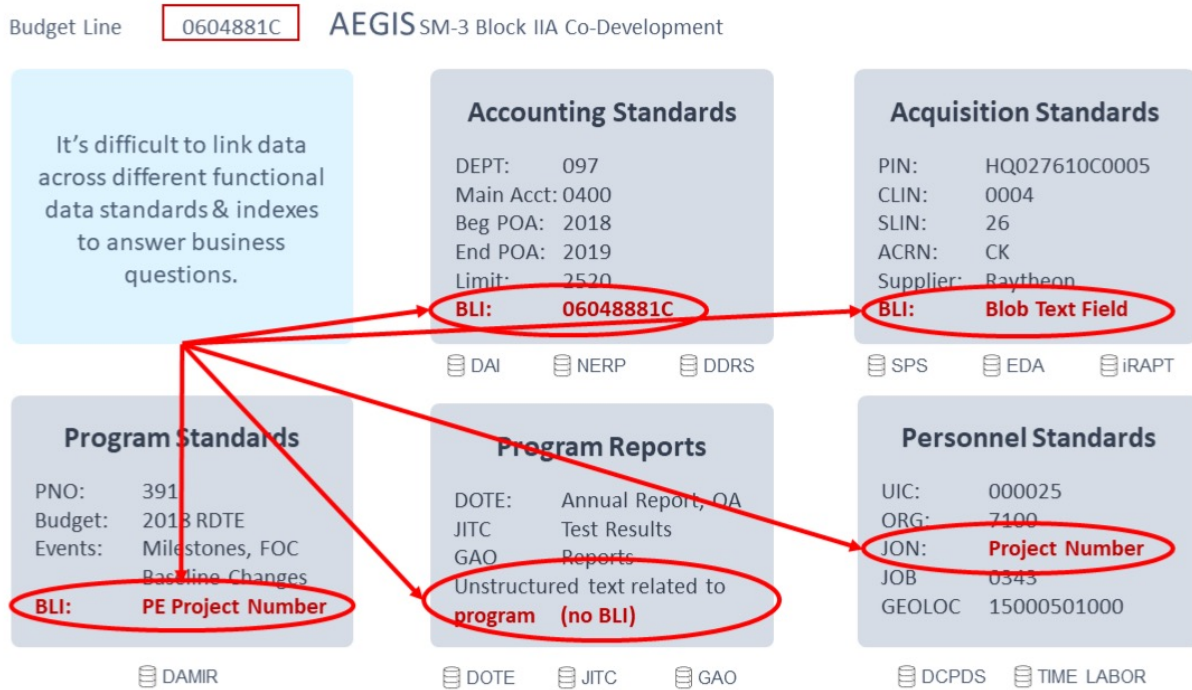 Budget Line 0604881C AEGIS SM-3 Block IIA Co-Development
It's difficult to link data
across different functional
data standards & indexes
to answer business
questions.
Accounting Standards
DEPT: 097
Main Acct: 0400
Beg POA: 2018
End POA: 2019
Limit: 2520
BLI: 06048881C
DAI NERP DDRS
Acquisition Standards
PIN: HQ027610C0005
CLIN: 0004
SLIN: 26
ACRN: CK
Supplier: Raytheon
BLI: Blob Text Field
SPS EDA iRAPT
Program Standards
PNO: 391
Budget: 2018 RDTE
Events: Milestones, FOC
Baseline Changes
BLI: PE Project Number
DAMIR
Program Reports
DOTE: Annual Report, OA
JITC Test Results
GAO Reports
Unstructured text related to
program (no BLI)
DOTE JITC GAO
Personnel Standards
UIC: 000025
ORG: 7100
JON: Project Number
JOB 0343
GEOLOC 15000501000
DCPDS TIME LABOR